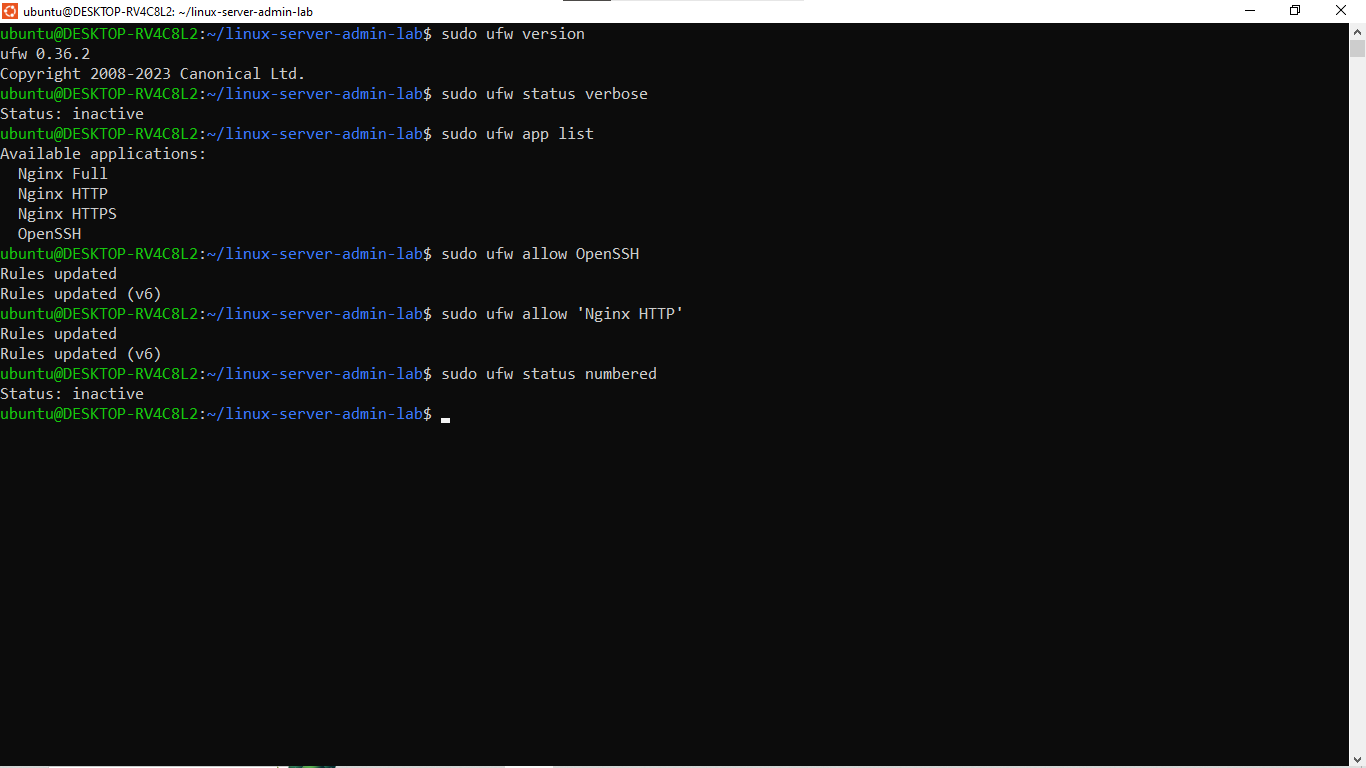 ubuntu@DESKTOP-RV4C8L2: ~/linux-server-admin-lab
ubuntu@DESKTOP-RV4C8L2:~/linux-server-admin-lab$ sudo ufw version
ufw 0.36.2
Copyright 2008-2023 Canonical Ltd.
ubuntu@DESKTOP-RV4C8L2:~/linux-server-admin-lab$ sudo ufw status verbose
Status: inactive
ubuntu@DESKTOP-RV4C8L2:~/linux-server-admin-lab$ sudo ufw app list
Available applications:
  Nginx Full
  Nginx HTTP
  Nginx HTTPS
  OpenSSH
ubuntu@DESKTOP-RV4C8L2:~/linux-server-admin-lab$ sudo ufw allow OpenSSH
Rules updated
Rules updated (v6)
ubuntu@DESKTOP-RV4C8L2:~/linux-server-admin-lab$ sudo ufw allow 'Nginx HTTP'
Rules updated
Rules updated (v6)
ubuntu@DESKTOP-RV4C8L2:~/linux-server-admin-lab$ sudo ufw status numbered
Status: inactive
ubuntu@DESKTOP-RV4C8L2:~/linux-server-admin-lab$